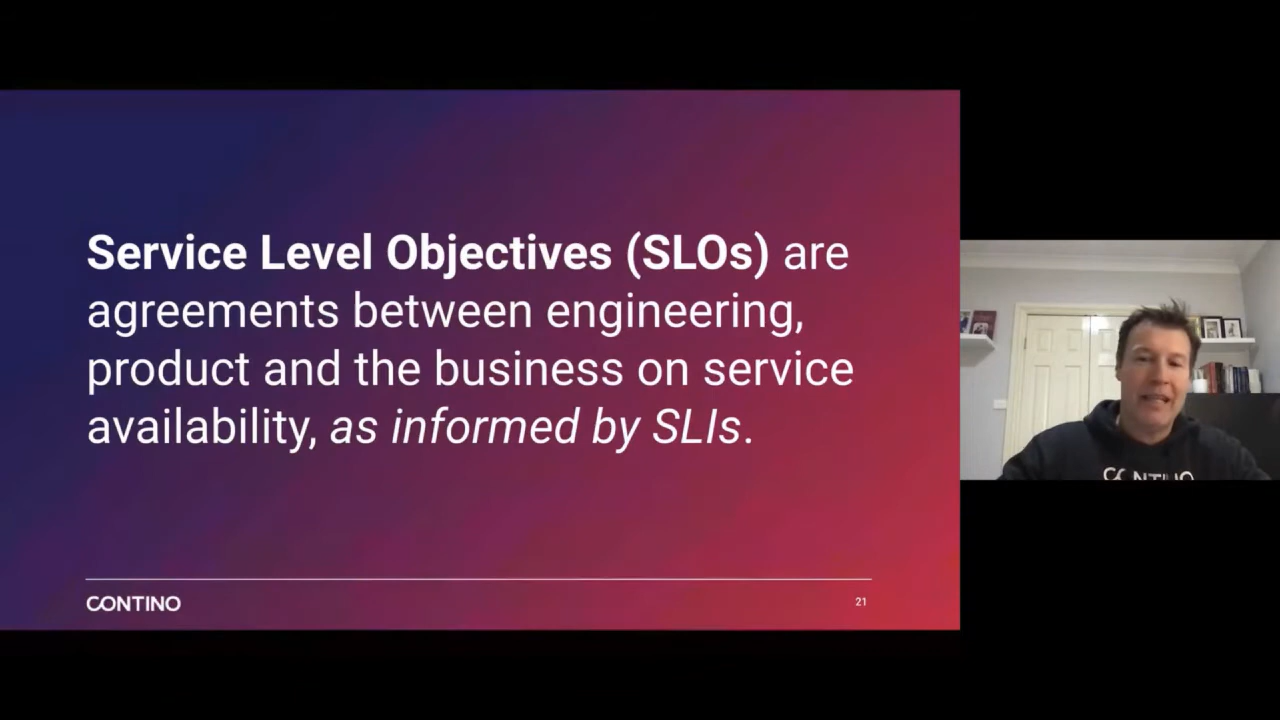 Service Level Objectives (SLOs) are
agreements between engineering,
product and the business on service
availability, as informed by SLIs.
CONTINO
21
CONTINO